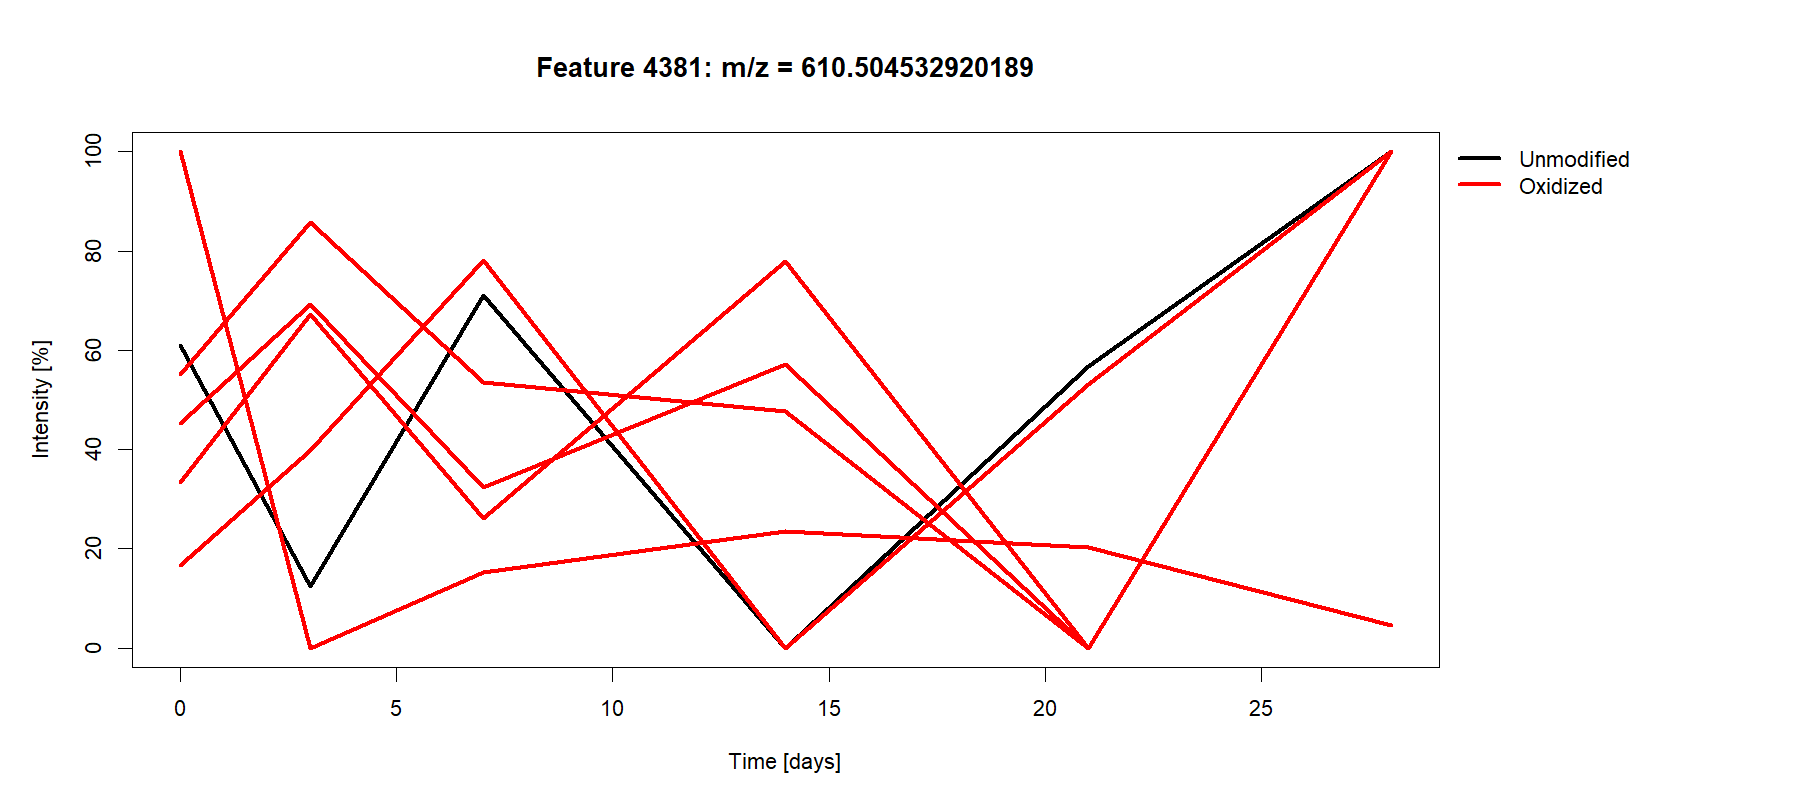 Feature 4381: m/z = 610.504532920189
Unmodified
Oxidized
Intensity [%]
100
80
60
40
20
0
0 5 10 15 20 25
Time [days]